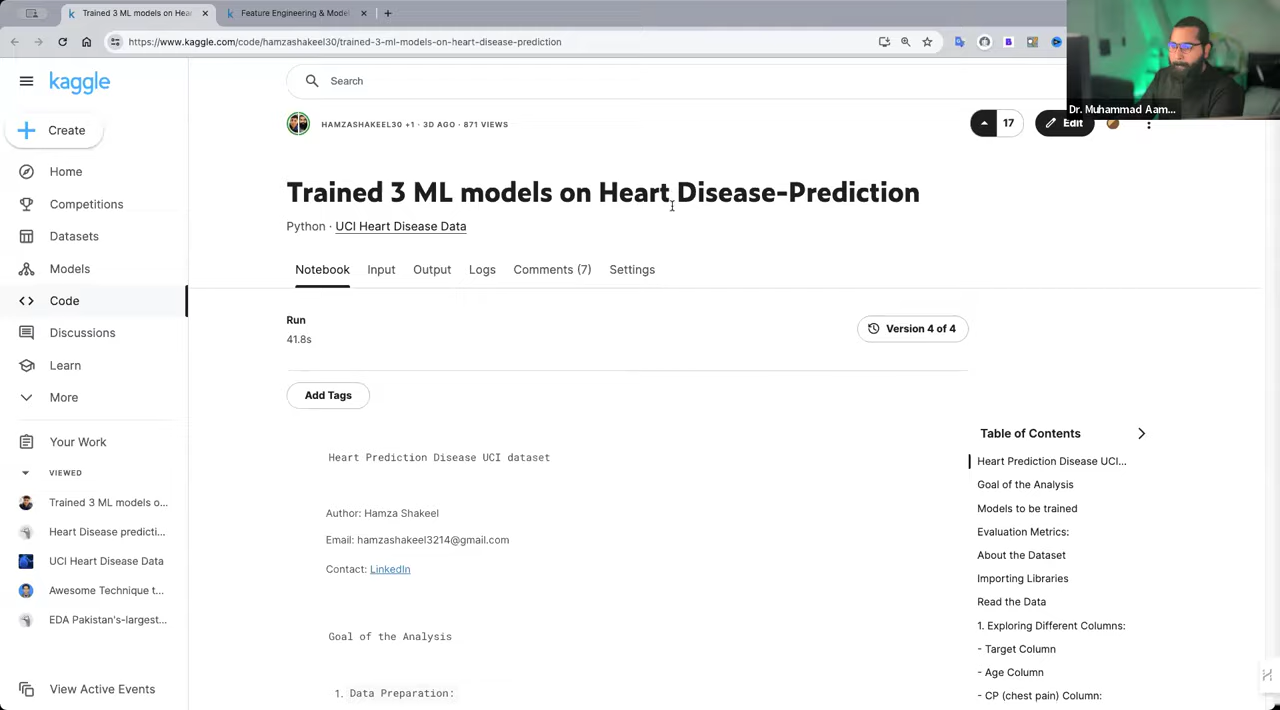 Trained 3 ML models on Hea
Feature Engineering & Model
https://www.kaggle.com/code/hamzashakeel30/trained-3-ml-models-on-heart-disease-prediction
kaggle
Search
Create
Home
Competitions
Datasets
Models
Code
Discussions
Learn
More
Your Work
VIEWED
Trained 3 ML models o...
Heart Disease predicti...
UCI Heart Disease Data
Awesome Technique t...
EDA Pakistan's-largest...
View Active Events
HAMZASHAKEEL30 +1 · 3D AGO · 871 VIEWS
17
Edit
Dr. Muhammad Aam...
Trained 3 ML models on Heart Disease-Prediction
Python · UCI Heart Disease Data
Notebook Input Output Logs Comments (7) Settings
Run
41.8s
Version 4 of 4
Add Tags
Heart Prediction Disease UCI dataset
Author: Hamza Shakeel
Email: hamzashakeel3214@gmail.com
Contact: LinkedIn
Goal of the Analysis
1. Data Preparation:
Table of Contents
Heart Prediction Disease UCI...
Goal of the Analysis
Models to be trained
Evaluation Metrics:
About the Dataset
Importing Libraries
Read the Data
1. Exploring Different Columns:
- Target Column
- Age Column
- CP (chest pain) Column: